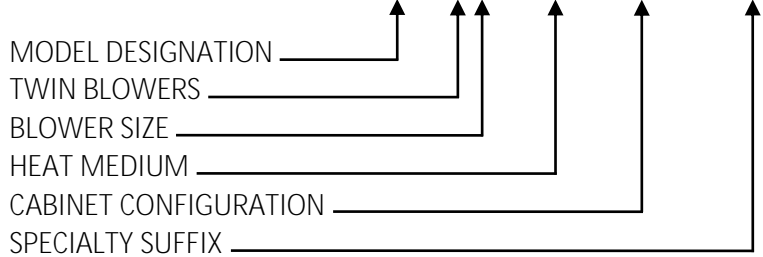 MODEL DESIGNATION
TWIN BLOWERS
BLOWER SIZE
HEAT MEDIUM
CABINET CONFIGURATION
SPECIALTY SUFFIX